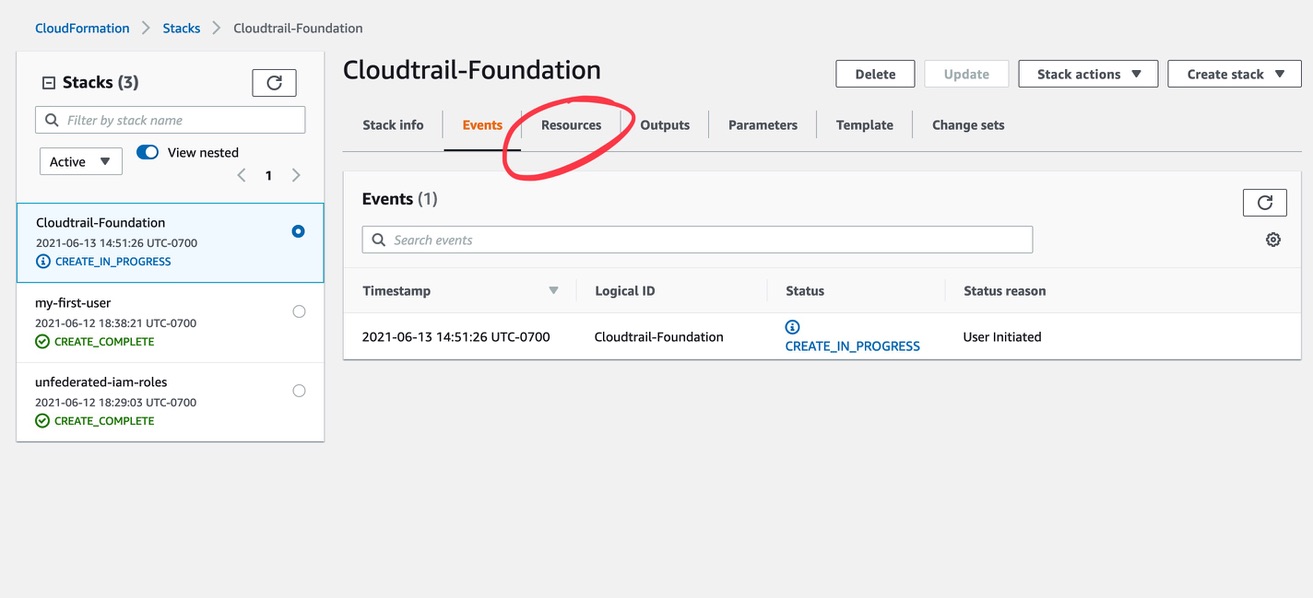 CloudFormation Stacks Cloudtrail-Foundation
Stacks (3)
Filter by stack name
Active View nested
1
Cloudtrail-Foundation
2021-06-13 14:51:26 UTC-0700
CREATE_IN_PROGRESS
my-first-user
2021-06-12 18:38:21 UTC-0700
CREATE_COMPLETE
unfederated-iam-roles
2021-06-12 18:29:03 UTC-0700
CREATE_COMPLETE
Cloudtrail-Foundation
Delete Update Stack actions Create stack
Stack info Events Resources Outputs Parameters Template Change sets
Events (1)
Search events
Timestamp Logical ID Status Status reason
2021-06-13 14:51:26 UTC-0700 Cloudtrail-Foundation CREATE_IN_PROGRESS User Initiated